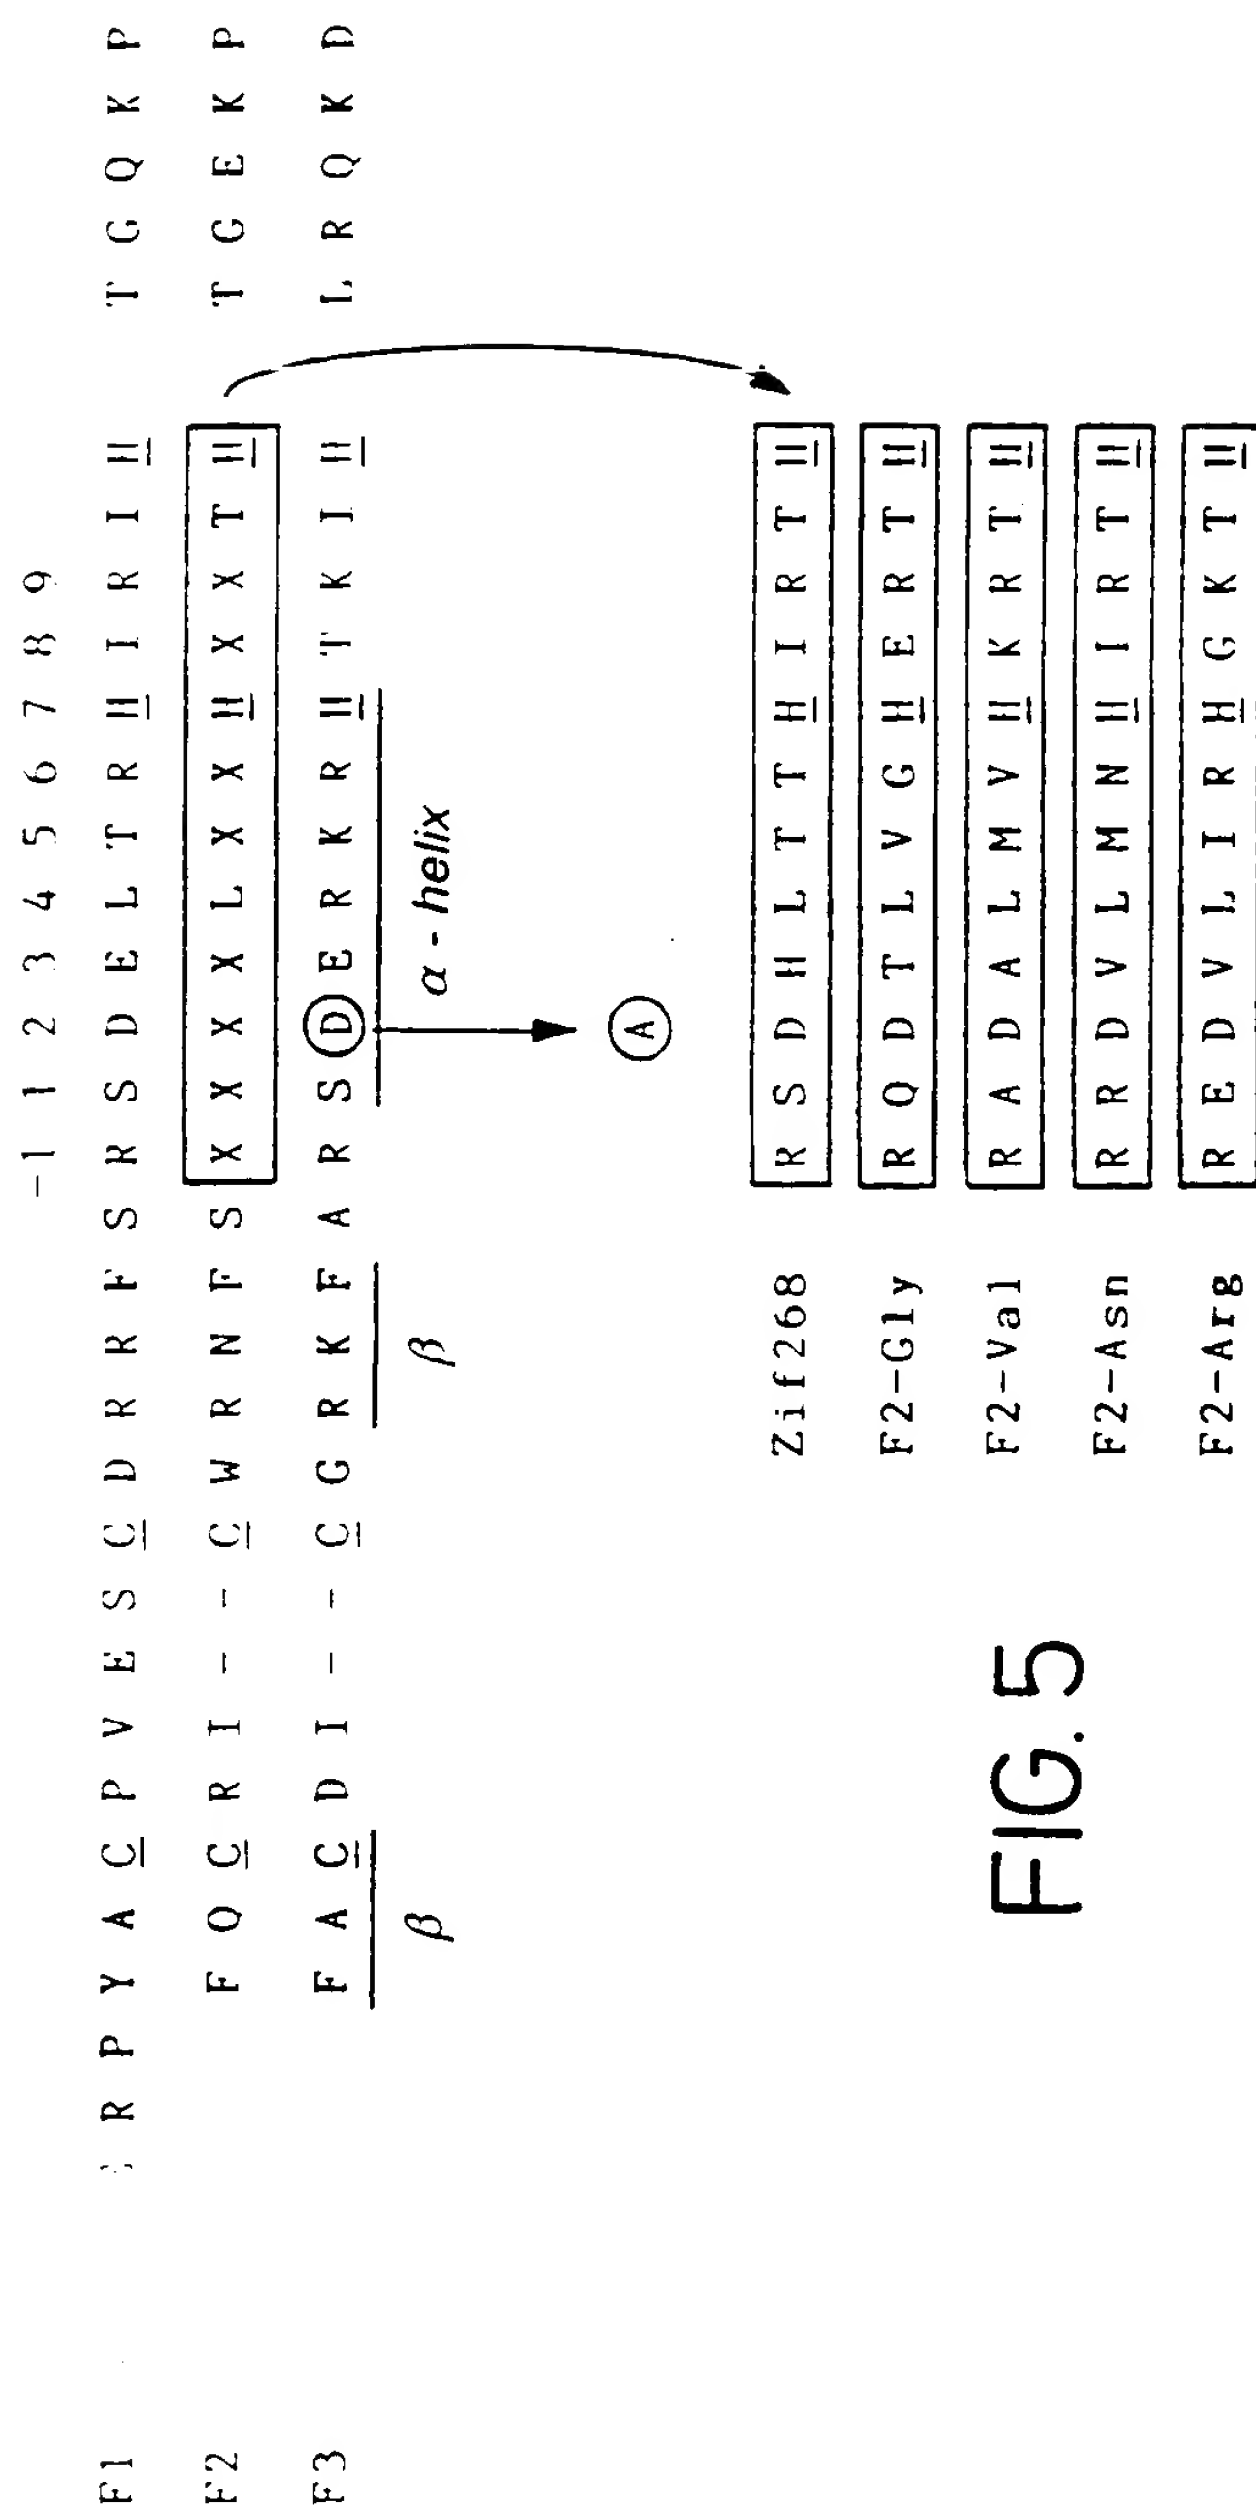 -1 1 2 3 4 5 6 7 8 9
F1 R P Y A C P V E S C D R R F S R S D E L T R H I R I H T G Q K P
F2 F Q C R I - - C W R N F S X X X X L X X H X X T H T G E K P
F3 F A C D I - - C G R K F A R S D E R K R H T K I H L R Q K D
β β α-helix
A
Zif268 R S D H L T T H I R T H
F2-Gly R Q D T L V G H E R T H
F2-Val R A D A L M V H K R T H
F2-Asn R R D V L M N H I R T H
F2-Arg R E D V L I R H G K T H
FIG. 5